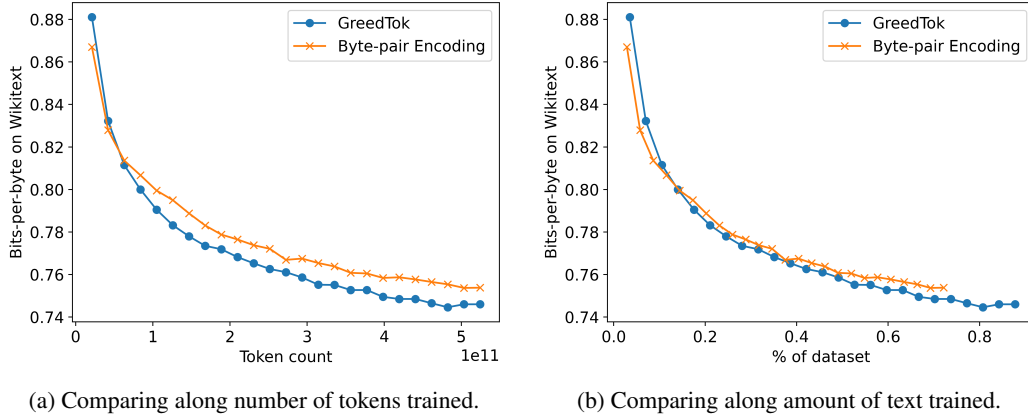 0.88
0.86
0.84
0.82
0.80
0.78
0.76
0.74
Bits-per-byte on Wikitext
GreedTok
Byte-pair Encoding
0 1 2 3 4 5
1e11
Token count
(a) Comparing along number of tokens trained.
0.88
0.86
0.84
0.82
0.80
0.78
0.76
0.74
Bits-per-byte on Wikitext
GreedTok
Byte-pair Encoding
0.0 0.2 0.4 0.6 0.8
% of dataset
(b) Comparing along amount of text trained.